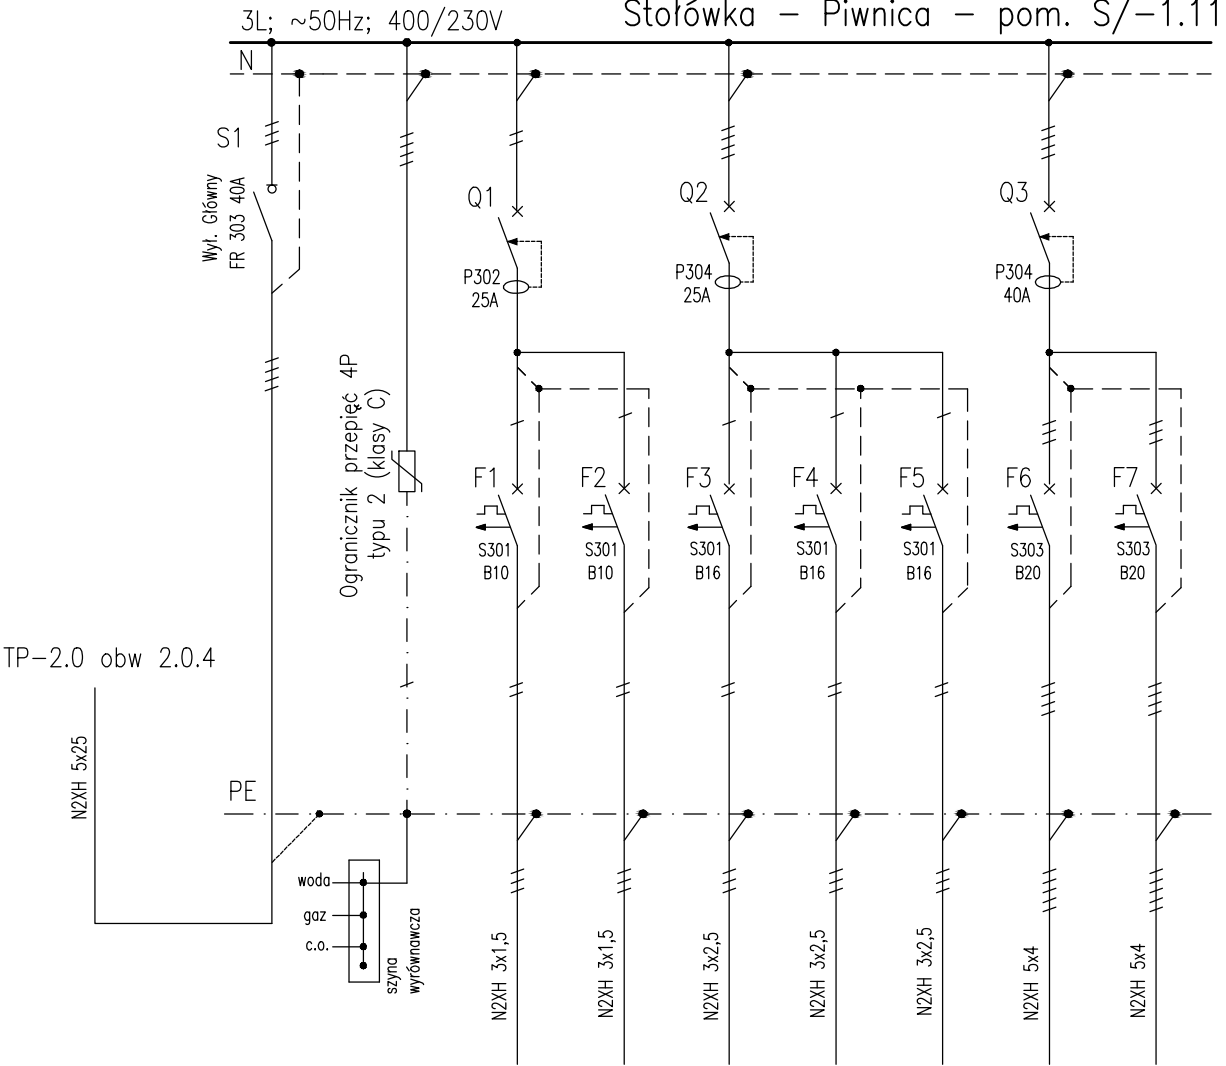 3L; ~50Hz; 400/230V
Stołówka – Piwnica – pom. S/–1.11
N
S1
Wył. Główny
FR 303 40A
Q1
P302
25A
Q2
P304
25A
Q3
P304
40A
Ogranicznik przepięć 4P
typu 2 (klasy C)
F1
S301
B10
F2
S301
B10
F3
S301
B16
F4
S301
B16
F5
S301
B16
F6
S303
B20
F7
S303
B20
TP–2.0 obw 2.0.4
N2XH 5x25
PE
woda
gaz
c.o.
szyna
wyrównawcza
N2XH 3x1,5
N2XH 3x1,5
N2XH 3x2,5
N2XH 3x2,5
N2XH 3x2,5
N2XH 5x4
N2XH 5x4